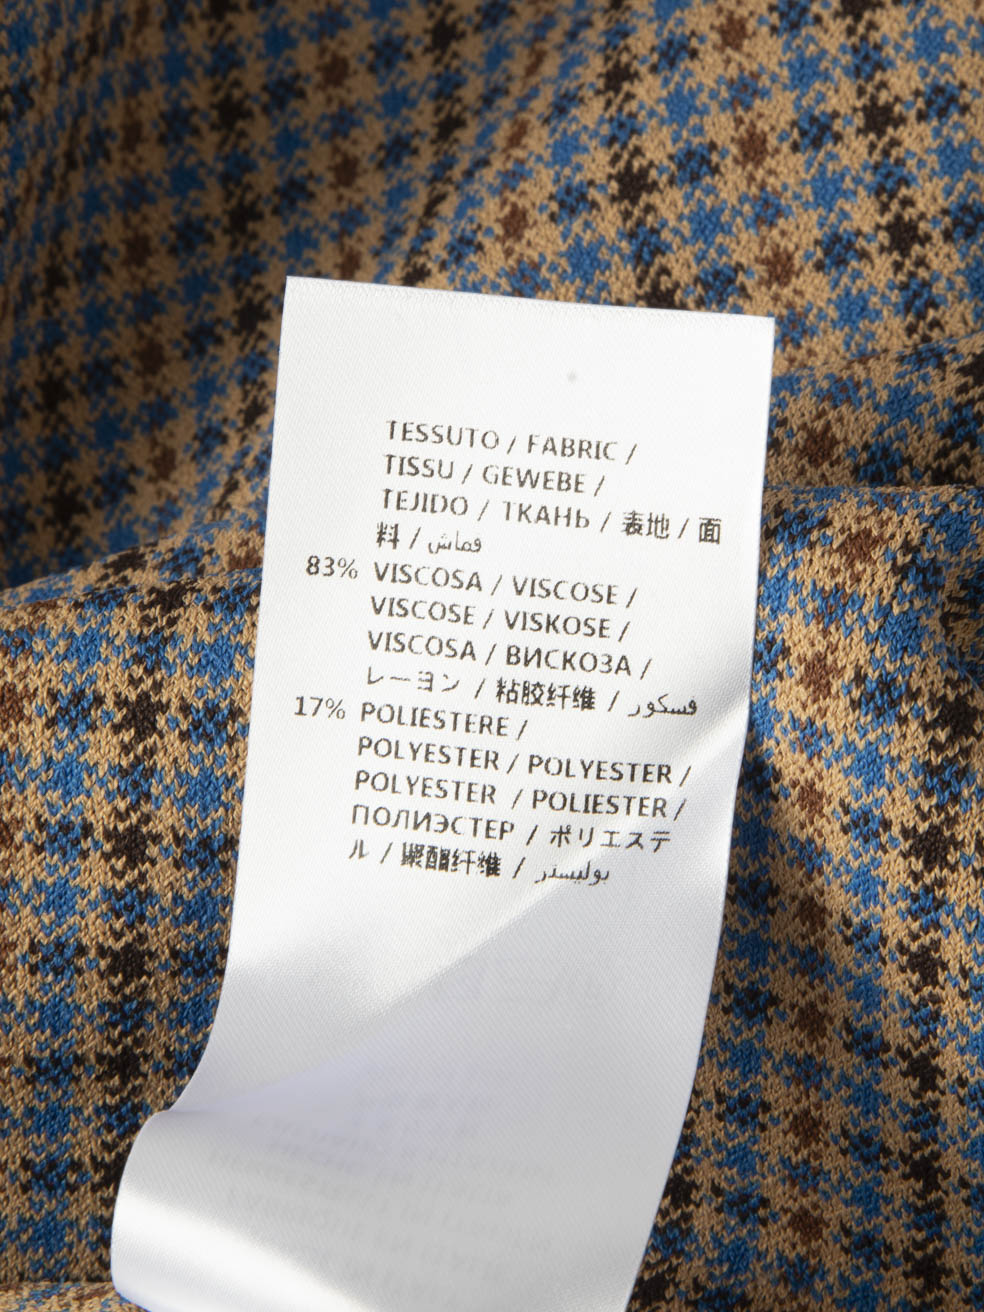 TESSUTO / FABRIC /
TISSU / GEWEBE /
TEJIDO / ТКАНЬ / 表地 / 面
料 / قماش
83% VISCOSA / VISCOSE /
VISCOSE / VISKOSE /
VISCOSA / ВИСКОЗА /
レーヨン / 粘胶纤维 / فسكور
17% POLIESTERE /
POLYESTER / POLYESTER /
POLYESTER / POLIESTER /
ПОЛИЭСТЕР / ポリエステ
ル / 聚酯纤维 / بوليستر